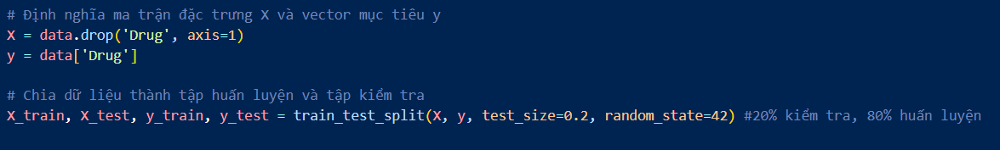 # Định nghĩa ma trận đặc trưng X và vector mục tiêu y
X = data.drop('Drug', axis=1)
y = data['Drug']
# Chia dữ liệu thành tập huấn luyện và tập kiểm tra
X_train, X_test, y_train, y_test = train_test_split(X, y, test_size=0.2, random_state=42) #20% kiểm tra, 80% huấn luyện